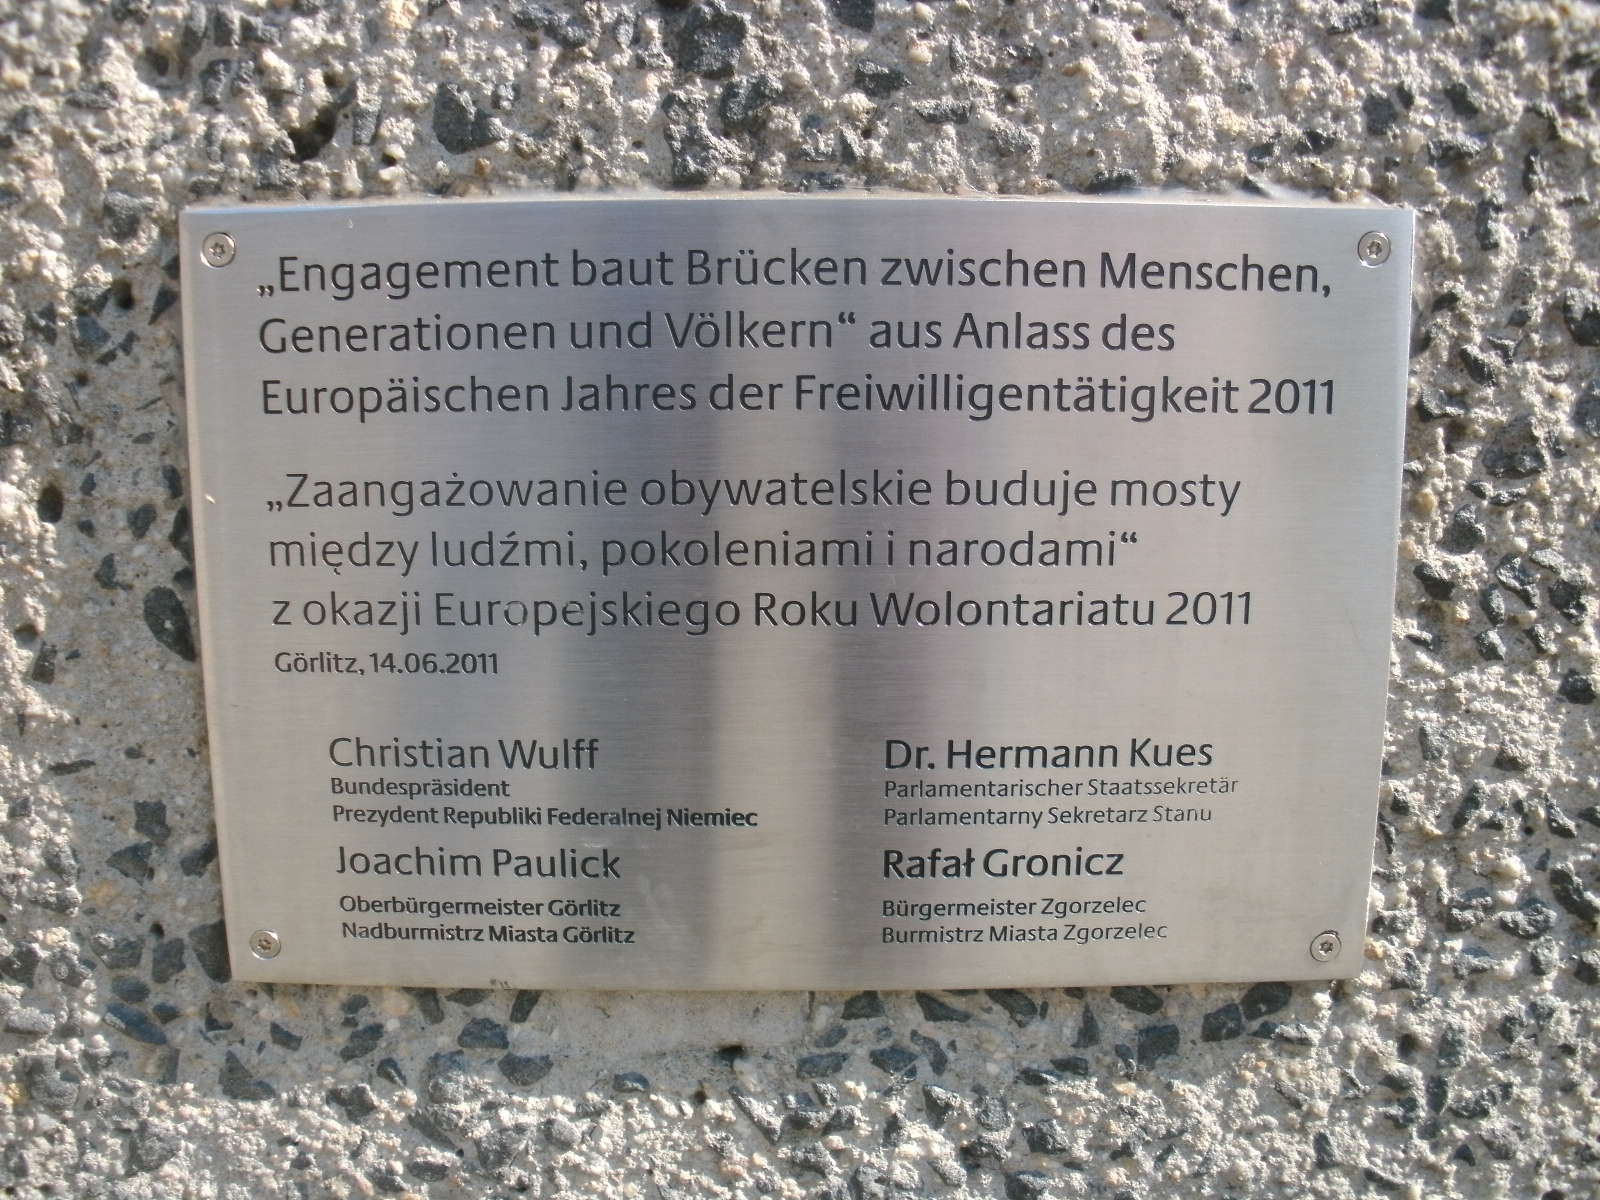 „Engagement baut Brücken zwischen Menschen,
Generationen und Völkern“ aus Anlass des
Europäischen Jahres der Freiwilligentätigkeit 2011
„Zaangażowanie obywatelskie buduje mosty
między ludźmi, pokoleniami i narodami“
z okazji Europejskiego Roku Wolontariatu 2011
Görlitz, 14.06.2011
Christian Wulff
Bundespräsident
Prezydent Republiki Federalnej Niemiec
Dr. Hermann Kues
Parlamentarischer Staatssekretär
Parlamentarny Sekretarz Stanu
Joachim Paulick
Oberbürgermeister Görlitz
Nadburmistrz Miasta Görlitz
Rafał Gronicz
Bürgermeister Zgorzelec
Burmistrz Miasta Zgorzelec